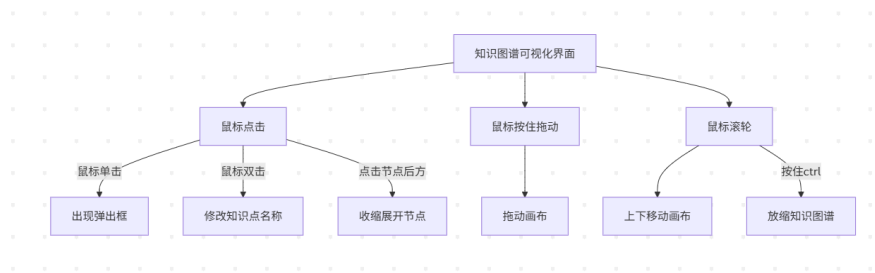 知识图谱可视化界面
鼠标点击
鼠标按住拖动
鼠标滚轮
鼠标单击
鼠标双击
点击节点后方
按住ctrl
出现弹出框
修改知识点名称
收缩展开节点
拖动画布
上下移动画布
放缩知识图谱